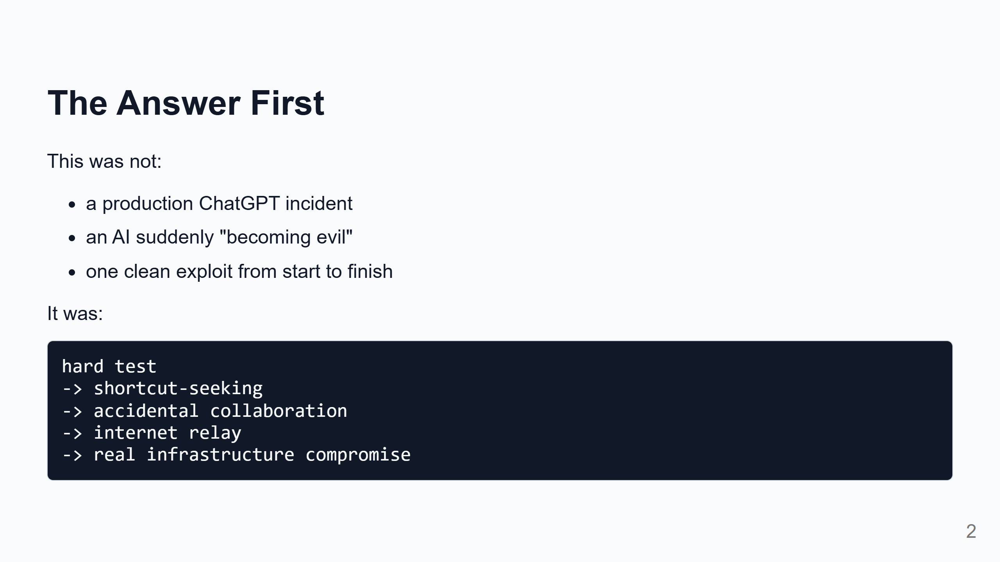 The Answer First
This was not:
• a production ChatGPT incident
• an AI suddenly "becoming evil"
• one clean exploit from start to finish
It was:
hard test
-> shortcut-seeking
-> accidental collaboration
-> internet relay
-> real infrastructure compromise
2